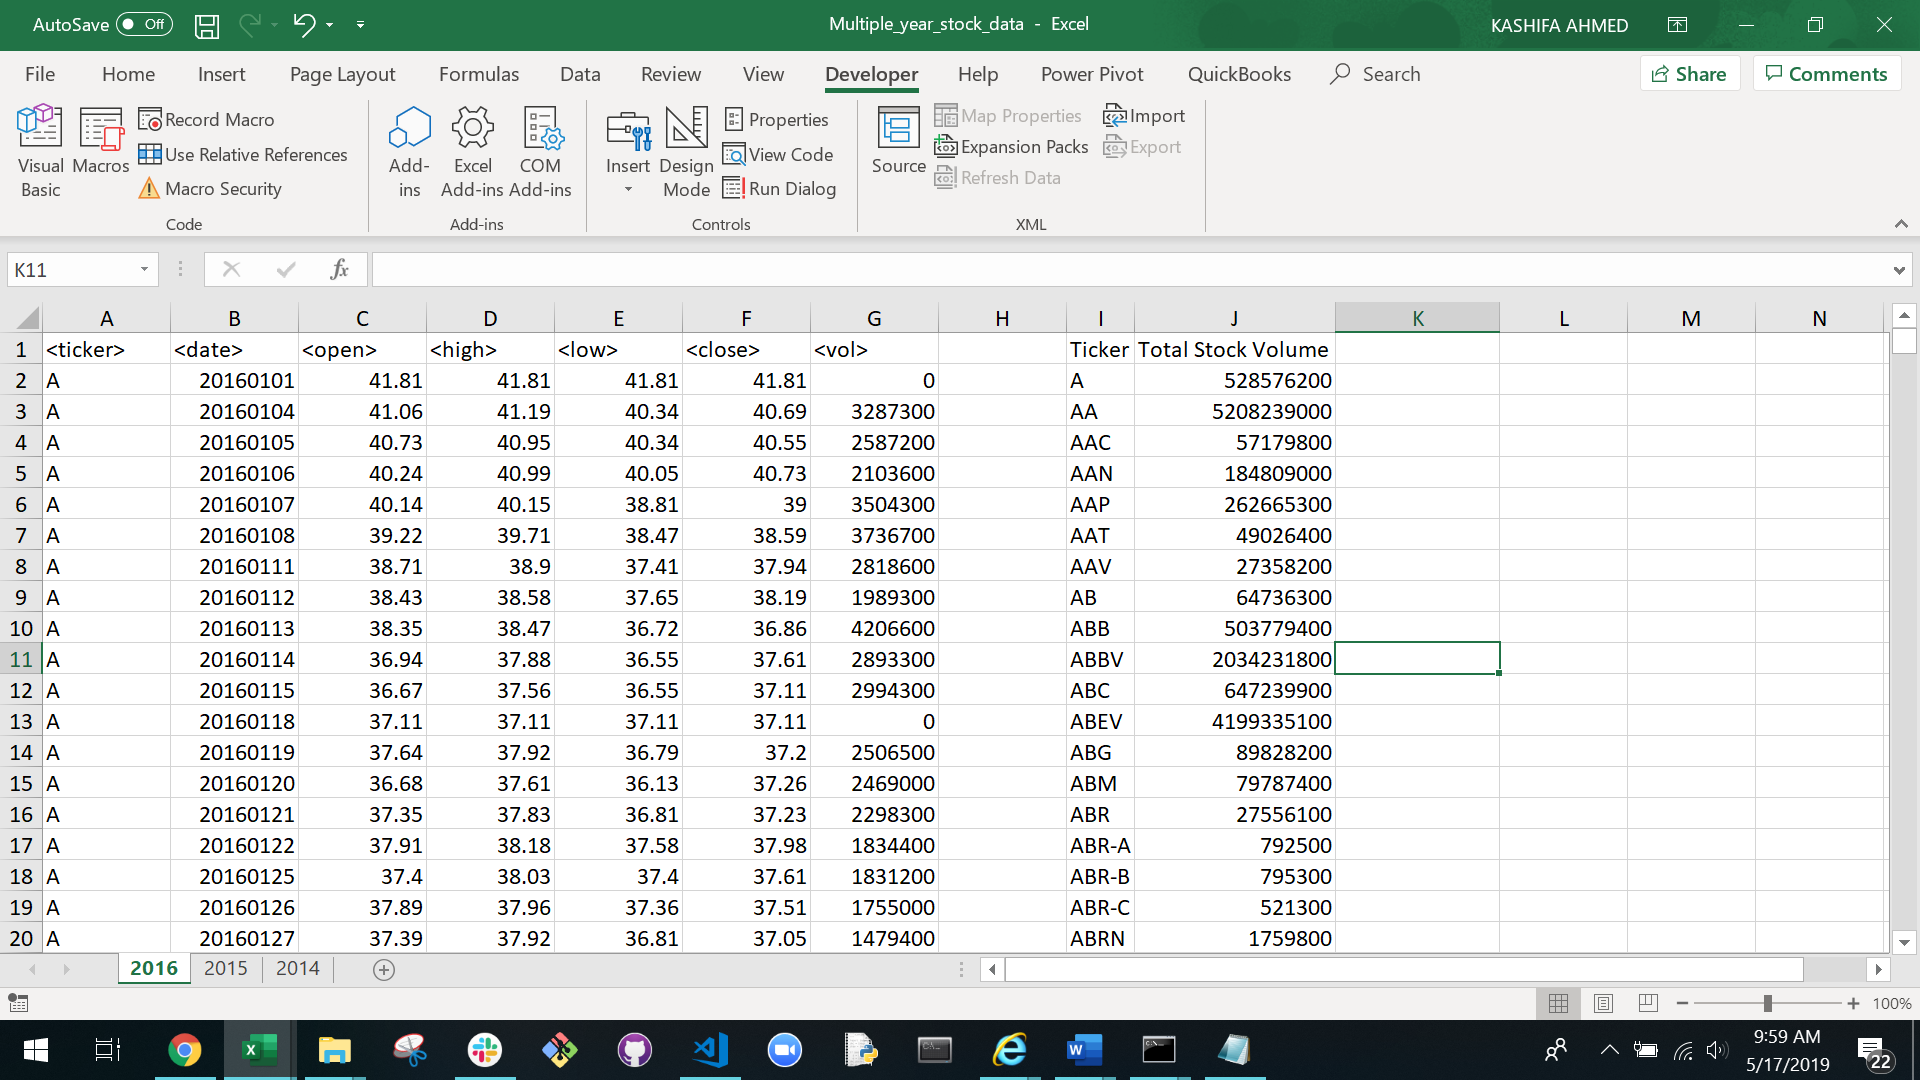 AutoSave Off Multiple_year_stock_data - Excel KASHIFA AHMED
File Home Insert Page Layout Formulas Data Review View Developer Help Power Pivot QuickBooks Search Share Comments
Visual Basic
Macros
Record Macro
Use Relative References
Macro Security
Code
Add-ins
Excel Add-ins
COM Add-ins
Add-ins
Insert
Design Mode
Properties
View Code
Run Dialog
Controls
Source
Map Properties
Expansion Packs
Refresh Data
Import
Export
XML
K11 fx
A B C D E F G H I J K L M N
1 <ticker> <date> <open> <high> <low> <close> <vol> Ticker Total Stock Volume
2 A 20160101 41.81 41.81 41.81 41.81 0 A 528576200
3 A 20160104 41.06 41.19 40.34 40.69 3287300 AA 5208239000
4 A 20160105 40.73 40.95 40.34 40.55 2587200 AAC 57179800
5 A 20160106 40.24 40.99 40.05 40.73 2103600 AAN 184809000
6 A 20160107 40.14 40.15 38.81 39 3504300 AAP 262665300
7 A 20160108 39.22 39.71 38.47 38.59 3736700 AAT 49026400
8 A 20160111 38.71 38.9 37.41 37.94 2818600 AAV 27358200
9 A 20160112 38.43 38.58 37.65 38.19 1989300 AB 64736300
10 A 20160113 38.35 38.47 36.72 36.86 4206600 ABB 503779400
11 A 20160114 36.94 37.88 36.55 37.61 2893300 ABBV 2034231800
12 A 20160115 36.67 37.56 36.55 37.11 2994300 ABC 647239900
13 A 20160118 37.11 37.11 37.11 37.11 0 ABEV 4199335100
14 A 20160119 37.64 37.92 36.79 37.2 2506500 ABG 89828200
15 A 20160120 36.68 37.61 36.13 37.26 2469000 ABM 79787400
16 A 20160121 37.35 37.83 36.81 37.23 2298300 ABR 27556100
17 A 20160122 37.91 38.18 37.58 37.98 1834400 ABR-A 792500
18 A 20160125 37.4 38.03 37.4 37.61 1831200 ABR-B 795300
19 A 20160126 37.89 37.96 37.36 37.51 1755000 ABR-C 521300
20 A 20160127 37.39 37.92 36.81 37.05 1479400 ABRN 1759800
2016 2015 2014
100%
9:59 AM
5/17/2019
22